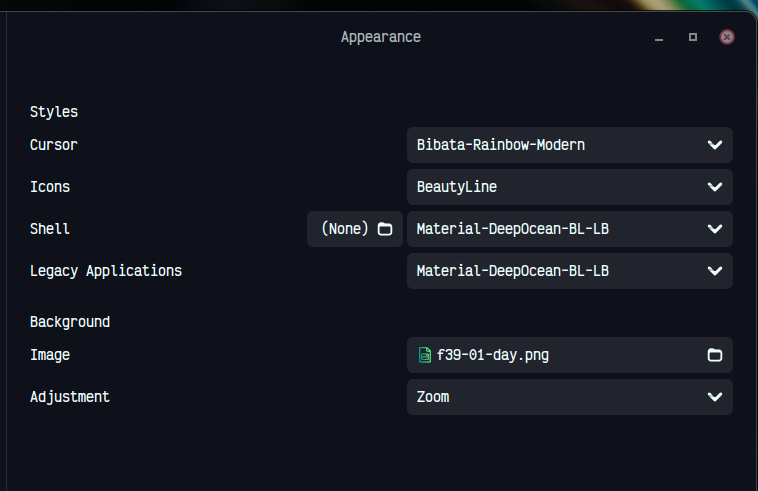 Appearance
Styles
Cursor Bibata-Rainbow-Modern
Icons BeautyLine
Shell (None) Material-DeepOcean-BL-LB
Legacy Applications Material-DeepOcean-BL-LB
Background
Image f39-01-day.png
Adjustment Zoom